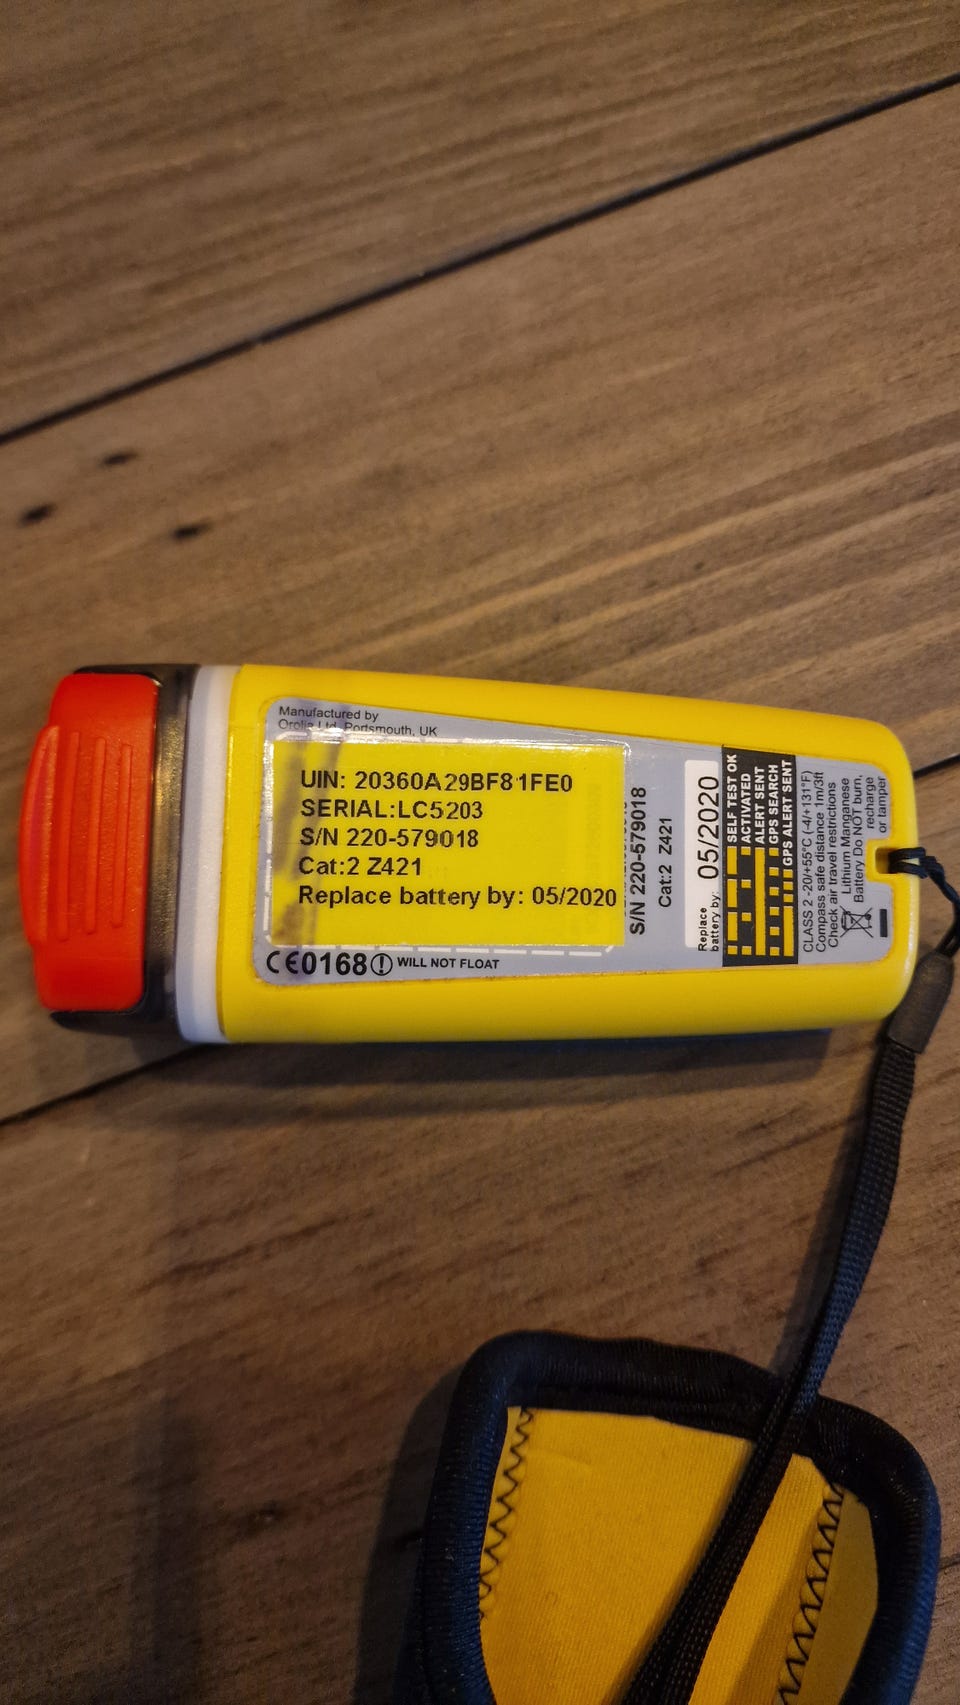 Manufactured by
Orolia Ltd. Portsmouth, UK
UIN: 20360A29BF81FE0
SERIAL:LC5203
S/N 220-579018
Cat:2 Z421
Replace battery by: 05/2020
CE0168 WILL NOT FLOAT
S/N 220-579018
Cat:2 Z421
Replace
battery by: 05/2020
SELF TEST OK
ACTIVATED
ALERT SENT
GPS SEARCH
GPS ALERT SENT
CLASS 2 -20/+55°C (-4/+131°F)
Compass safe distance 1m/3ft
Check air travel restrictions
Lithium Manganese
Battery Do NOT burn,
recharge
or tamper